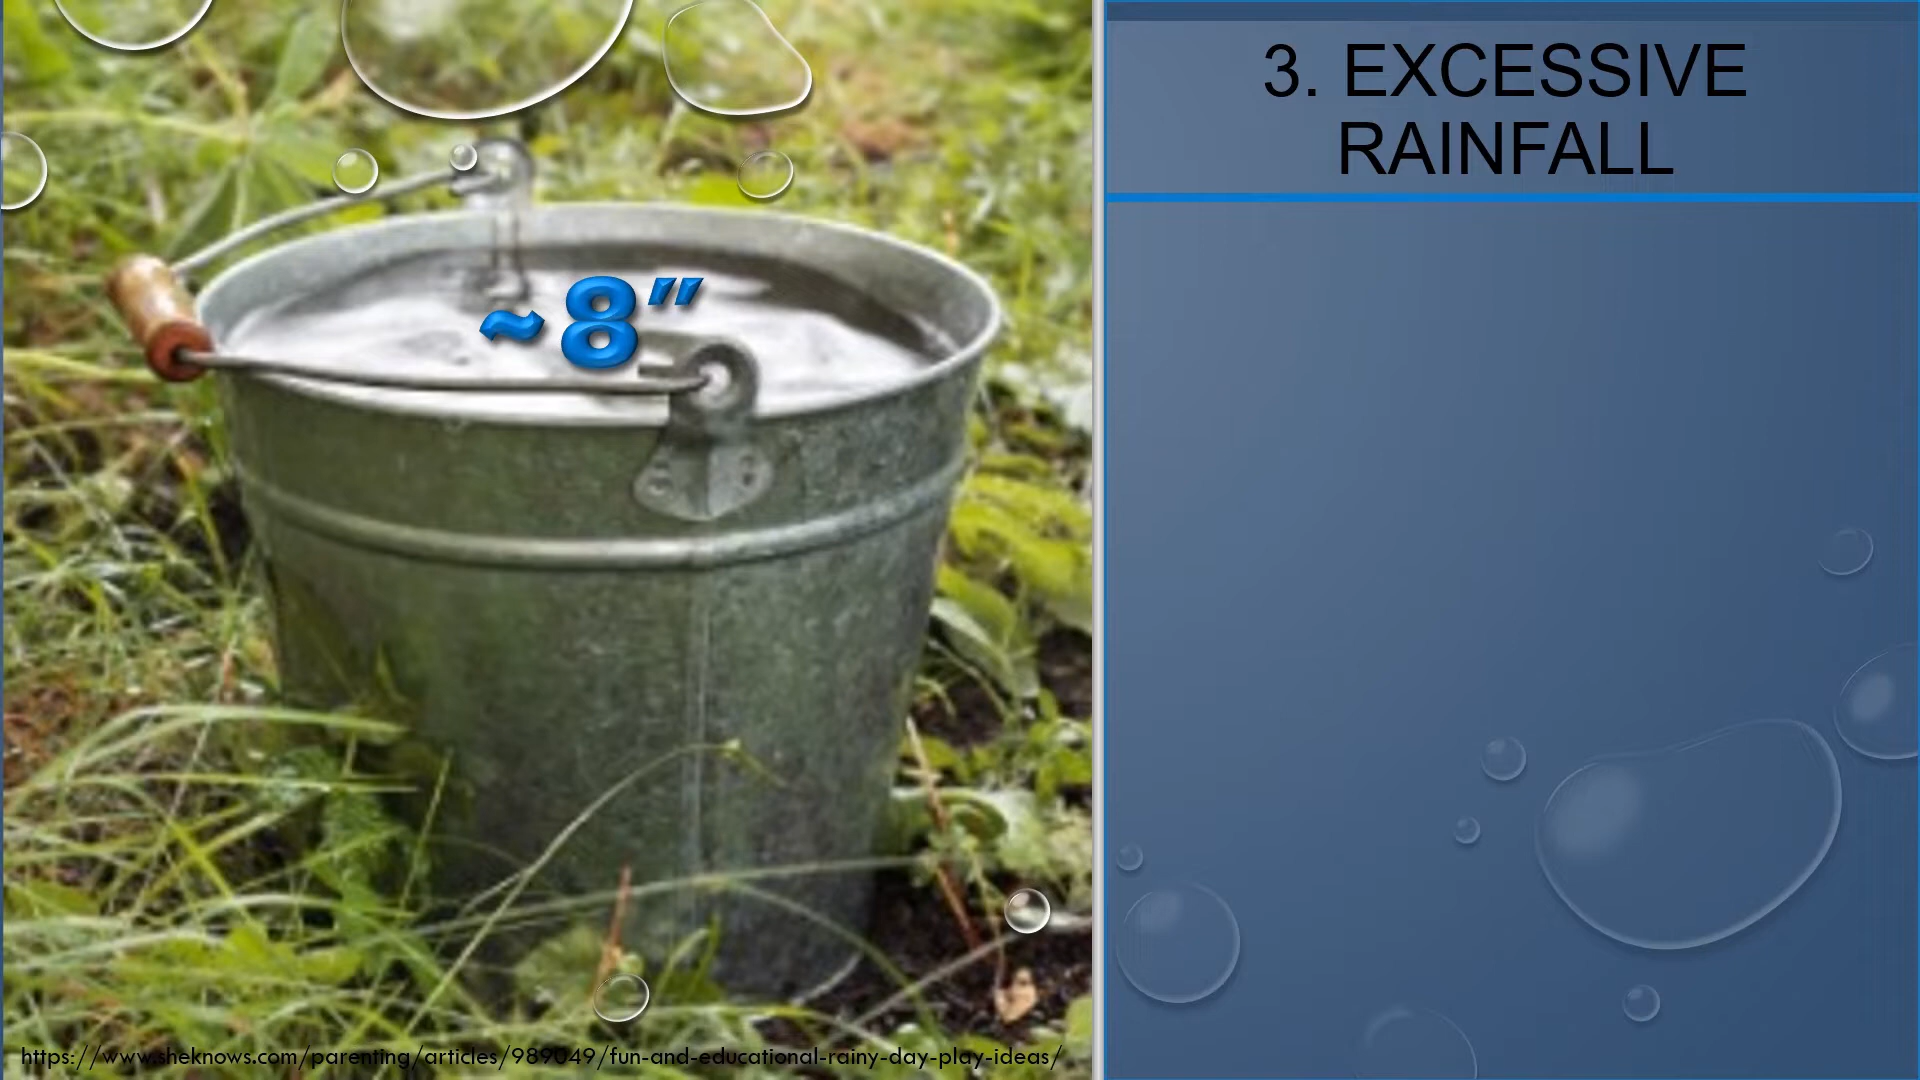 3. EXCESSIVE
RAINFALL
~8"
https://www.sheknows.com/parenting/articles/989049/fun-and-educational-rainy-day-play-ideas/